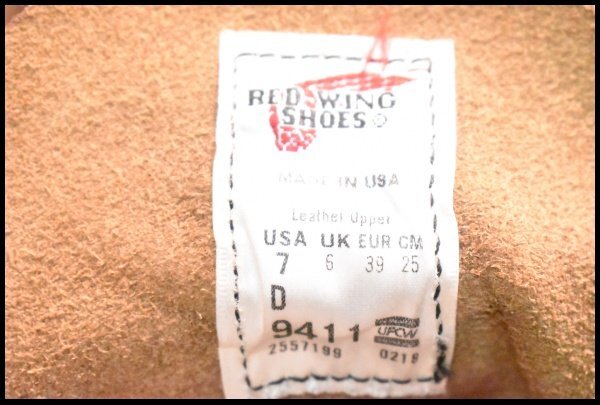 RED WING
SHOES ®
MADE IN USA
Leather Upper
USA UK EUR CM
7 6 39 25
D
9411 UFCW
2557199 0218